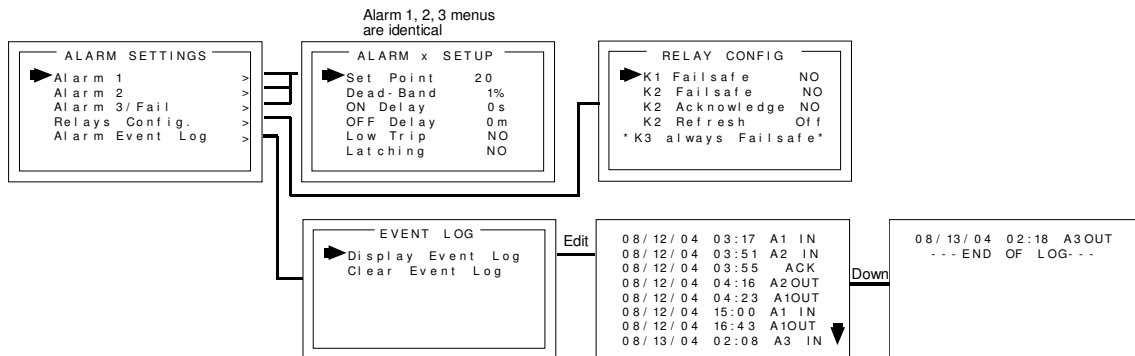 Alarm 1, 2, 3 menus
are identical
ALARM SETTINGS
Alarm 1 >
Alarm 2 >
Alarm 3/Fail >
Relays Config. >
Alarm Event Log >
ALARM x SETUP
Set Point 20
Dead-Band 1%
ON Delay 0s
OFF Delay 0m
Low Trip NO
Latching NO
RELAY CONFIG
K1 Failsafe NO
K2 Failsafe NO
K2 Acknowledge NO
K2 Refresh Off
*K3 always Failsafe*
EVENT LOG
Display Event Log
Clear Event Log
Edit
08/12/04 03:17 A1 IN
08/12/04 03:51 A2 IN
08/12/04 03:55 ACK
08/12/04 04:16 A2OUT
08/12/04 04:23 A1OUT
08/12/04 15:00 A1 IN
08/12/04 16:43 A1OUT
08/13/04 02:08 A3 IN
Down
08/13/04 02:18 A3OUT
---END OF LOG---